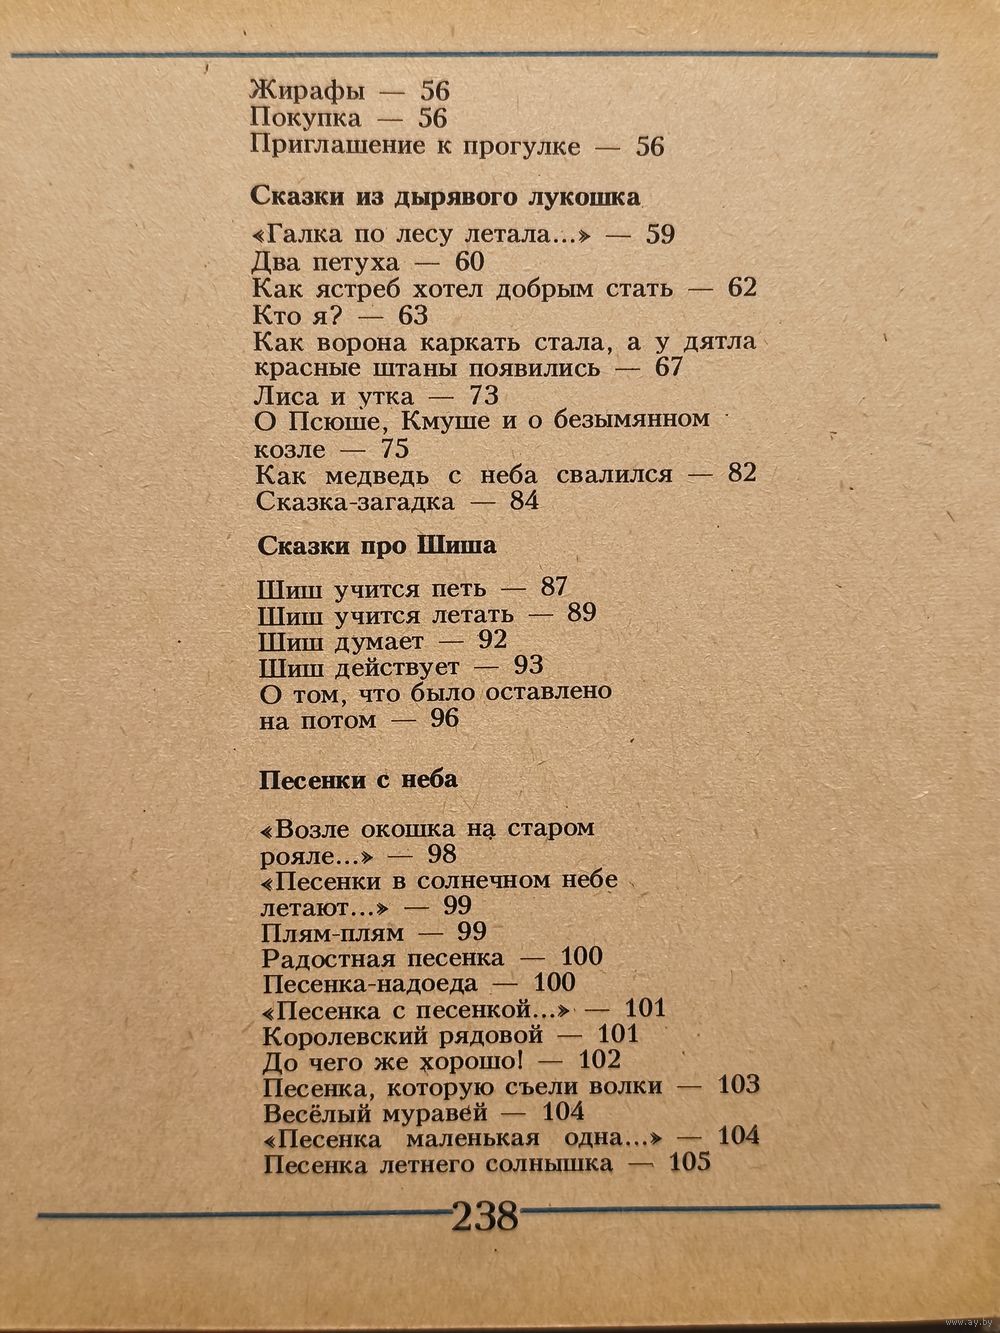 Жирафы — 56
Покупка — 56
Приглашение к прогулке — 56
Сказки из дырявого лукошка
«Галка по лесу летала...» — 59
Два петуха — 60
Как ястреб хотел добрым стать — 62
Кто я? — 63
Как ворона каркать стала, а у дятла
красные штаны появились — 67
Лиса и утка — 73
О Псюше, Кмуше и о безымянном
козле — 75
Как медведь с неба свалился — 82
Сказка-загадка — 84
Сказки про Шиша
Шиш учится петь — 87
Шиш учится летать — 89
Шиш думает — 92
Шиш действует — 93
О том, что было оставлено
на потом — 96
Песенки с неба
«Возле окошка на старом
рояле...» — 98
«Песенки в солнечном небе
летают...» — 99
Плям-плям — 99
Радостная песенка — 100
Песенка-надоеда — 100
«Песенка с песенкой...» — 101
Королевский рядовой — 101
До чего же хорошо! — 102
Песенка, которую съели волки — 103
Весёлый муравей — 104
«Песенка маленькая одна...» — 104
Песенка летнего солнышка — 105
238
www.ay.by